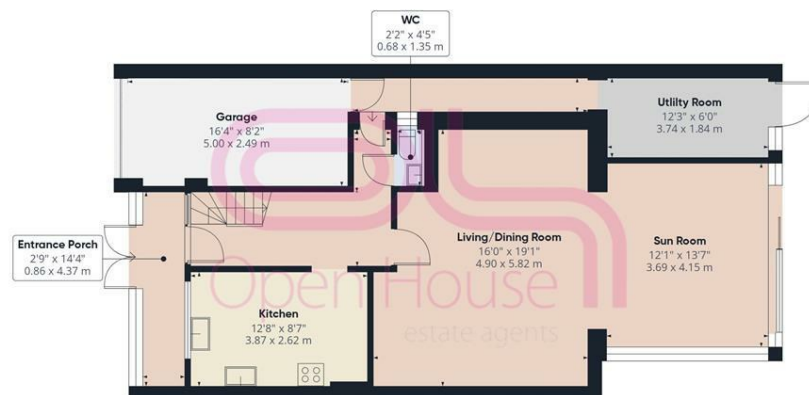 WC
2'2" x 4'5"
0.68 x 1.35 m
Garage
16'4" x 8'2"
5.00 x 2.49 m
Utlilty Room
12'3" x 6'0"
3.74 x 1.84 m
Entrance Porch
2'9" x 14'4"
0.86 x 4.37 m
Living/Dining Room
16'0" x 19'1"
4.90 x 5.82 m
Sun Room
12'1" x 13'7"
3.69 x 4.15 m
Kitchen
12'8" x 8'7"
3.87 x 2.62 m
Open House
estate agents